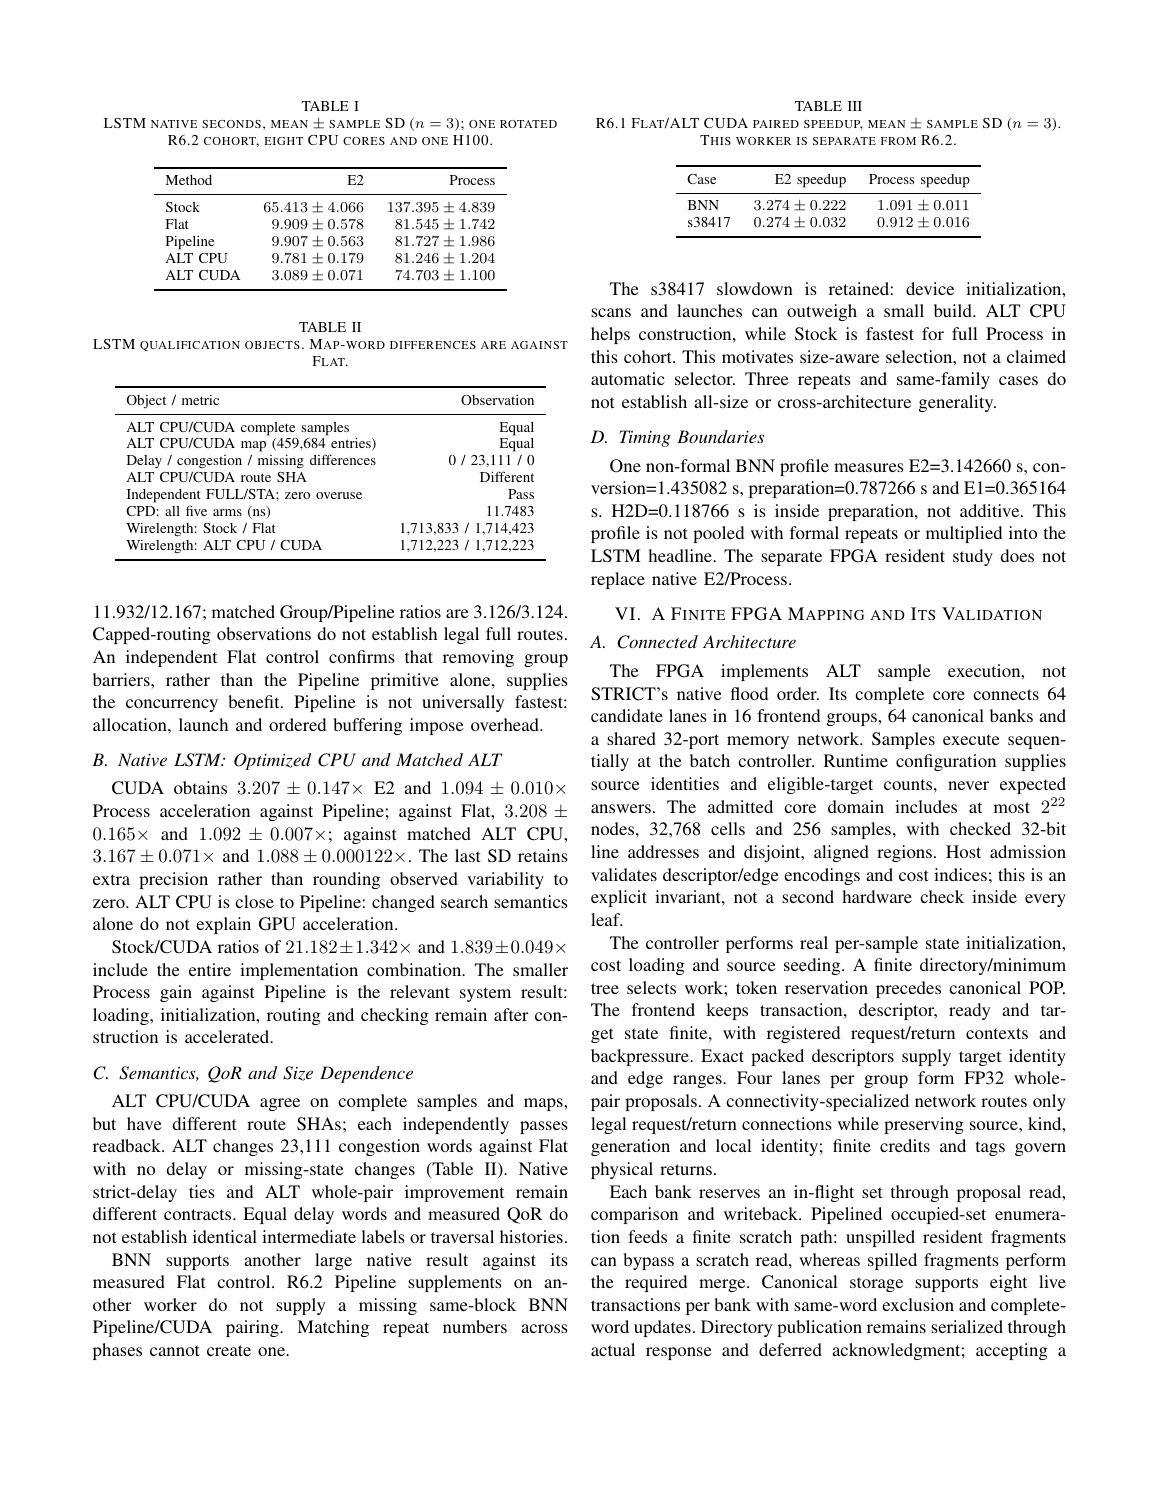 TABLE I
LSTM NATIVE SECONDS, MEAN ± SAMPLE SD (n = 3); ONE ROTATED
R6.2 COHORT, EIGHT CPU CORES AND ONE H100.
Method E2 Process
Stock 65.413 ± 4.066 137.395 ± 4.839
Flat 9.909 ± 0.578 81.545 ± 1.742
Pipeline 9.907 ± 0.563 81.727 ± 1.986
ALT CPU 9.781 ± 0.179 81.246 ± 1.204
ALT CUDA 3.089 ± 0.071 74.703 ± 1.100
TABLE II
LSTM QUALIFICATION OBJECTS. MAP-WORD DIFFERENCES ARE AGAINST
FLAT.
Object / metric Observation
ALT CPU/CUDA complete samples Equal
ALT CPU/CUDA map (459,684 entries) Equal
Delay / congestion / missing differences 0 / 23,111 / 0
ALT CPU/CUDA route SHA Different
Independent FULL/STA; zero overuse Pass
CPD: all five arms (ns) 11.7483
Wirelength: Stock / Flat 1,713,833 / 1,714,423
Wirelength: ALT CPU / CUDA 1,712,223 / 1,712,223
11.932/12.167; matched Group/Pipeline ratios are 3.126/3.124.
Capped-routing observations do not establish legal full routes.
An independent Flat control confirms that removing group
barriers, rather than the Pipeline primitive alone, supplies
the concurrency benefit. Pipeline is not universally fastest:
allocation, launch and ordered buffering impose overhead.
B. Native LSTM: Optimized CPU and Matched ALT
CUDA obtains 3.207 ± 0.147× E2 and 1.094 ± 0.010×
Process acceleration against Pipeline; against Flat, 3.208 ±
0.165× and 1.092 ± 0.007×; against matched ALT CPU,
3.167 ± 0.071× and 1.088 ± 0.000122×. The last SD retains
extra precision rather than rounding observed variability to
zero. ALT CPU is close to Pipeline: changed search semantics
alone do not explain GPU acceleration.
Stock/CUDA ratios of 21.182±1.342× and 1.839±0.049×
include the entire implementation combination. The smaller
Process gain against Pipeline is the relevant system result:
loading, initialization, routing and checking remain after con-
struction is accelerated.
C. Semantics, QoR and Size Dependence
ALT CPU/CUDA agree on complete samples and maps,
but have different route SHAs; each independently passes
readback. ALT changes 23,111 congestion words against Flat
with no delay or missing-state changes (Table II). Native
strict-delay ties and ALT whole-pair improvement remain
different contracts. Equal delay words and measured QoR do
not establish identical intermediate labels or traversal histories.
BNN supports another large native result against its
measured Flat control. R6.2 Pipeline supplements on an-
other worker do not supply a missing same-block BNN
Pipeline/CUDA pairing. Matching repeat numbers across
phases cannot create one.
TABLE III
R6.1 FLAT/ALT CUDA PAIRED SPEEDUP, MEAN ± SAMPLE SD (n = 3).
THIS WORKER IS SEPARATE FROM R6.2.
Case E2 speedup Process speedup
BNN 3.274 ± 0.222 1.091 ± 0.011
s38417 0.274 ± 0.032 0.912 ± 0.016
The s38417 slowdown is retained: device initialization,
scans and launches can outweigh a small build. ALT CPU
helps construction, while Stock is fastest for full Process in
this cohort. This motivates size-aware selection, not a claimed
automatic selector. Three repeats and same-family cases do
not establish all-size or cross-architecture generality.
D. Timing Boundaries
One non-formal BNN profile measures E2=3.142660 s, con-
version=1.435082 s, preparation=0.787266 s and E1=0.365164
s. H2D=0.118766 s is inside preparation, not additive. This
profile is not pooled with formal repeats or multiplied into the
LSTM headline. The separate FPGA resident study does not
replace native E2/Process.
VI. A FINITE FPGA MAPPING AND ITS VALIDATION
A. Connected Architecture
The FPGA implements ALT sample execution, not
STRICT's native flood order. Its complete core connects 64
candidate lanes in 16 frontend groups, 64 canonical banks and
a shared 32-port memory network. Samples execute sequen-
tially at the batch controller. Runtime configuration supplies
source identities and eligible-target counts, never expected
answers. The admitted core domain includes at most 2²²
nodes, 32,768 cells and 256 samples, with checked 32-bit
line addresses and disjoint, aligned regions. Host admission
validates descriptor/edge encodings and cost indices; this is an
explicit invariant, not a second hardware check inside every
leaf.
The controller performs real per-sample state initialization,
cost loading and source seeding. A finite directory/minimum
tree selects work; token reservation precedes canonical POP.
The frontend keeps transaction, descriptor, ready and tar-
get state finite, with registered request/return contexts and
backpressure. Exact packed descriptors supply target identity
and edge ranges. Four lanes per group form FP32 whole-
pair proposals. A connectivity-specialized network routes only
legal request/return connections while preserving source, kind,
generation and local identity; finite credits and tags govern
physical returns.
Each bank reserves an in-flight set through proposal read,
comparison and writeback. Pipelined occupied-set enumera-
tion feeds a finite scratch path: unspilled resident fragments
can bypass a scratch read, whereas spilled fragments perform
the required merge. Canonical storage supports eight live
transactions per bank with same-word exclusion and complete-
word updates. Directory publication remains serialized through
actual response and deferred acknowledgment; accepting a